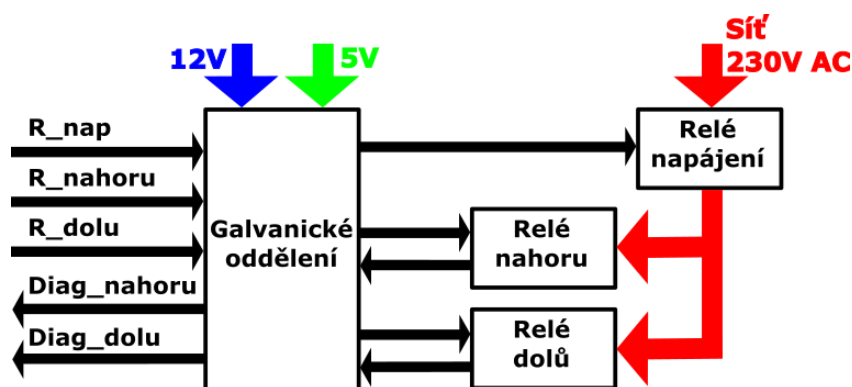 12V
5V
Síť
230V AC
R_nap
R_nahoru
R_dolu
Diag_nahoru
Diag_dolu
Galvanické
oddělení
Relé
napájení
Relé
nahoru
Relé
dolů